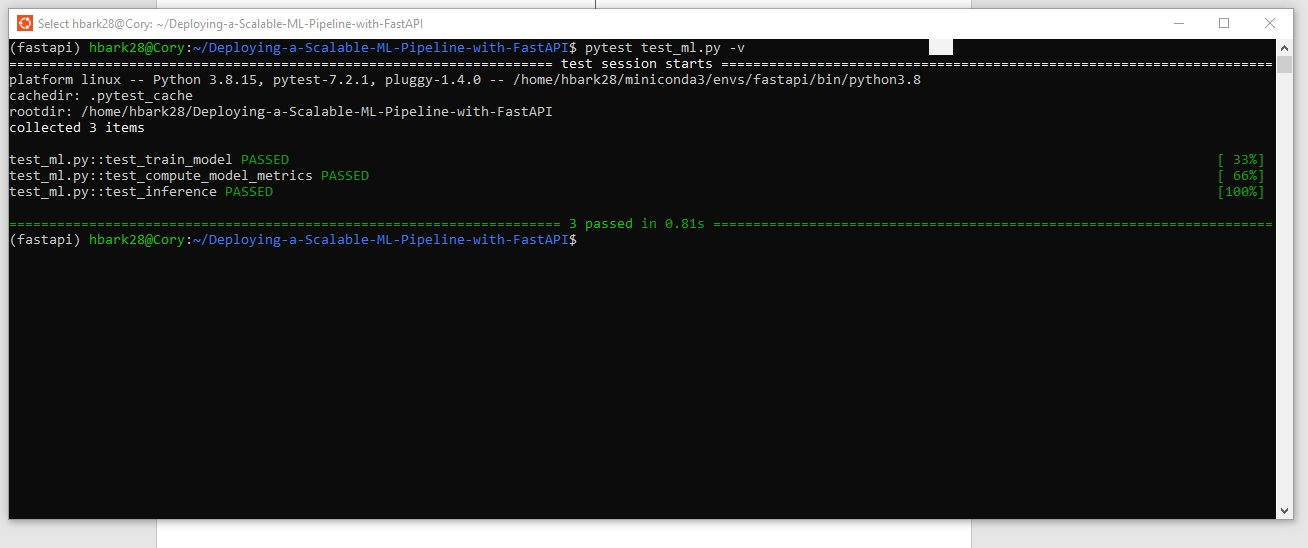 Select hbark28@Cory: ~/Deploying-a-Scalable-ML-Pipeline-with-FastAPI
(fastapi) hbark28@Cory:~/Deploying-a-Scalable-ML-Pipeline-with-FastAPI$ pytest test_ml.py -v
==================================================================== test session starts =====================================================================
platform linux -- Python 3.8.15, pytest-7.2.1, pluggy-1.4.0 -- /home/hbark28/miniconda3/envs/fastapi/bin/python3.8
cachedir: .pytest_cache
rootdir: /home/hbark28/Deploying-a-Scalable-ML-Pipeline-with-FastAPI
collected 3 items
test_ml.py::test_train_model PASSED [ 33%]
test_ml.py::test_compute_model_metrics PASSED [ 66%]
test_ml.py::test_inference PASSED [100%]
===================================================================== 3 passed in 0.81s ======================================================================
(fastapi) hbark28@Cory:~/Deploying-a-Scalable-ML-Pipeline-with-FastAPI$